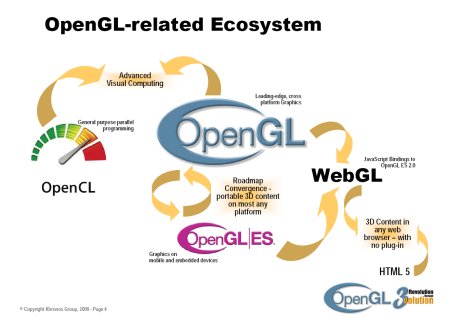 OpenGL-related Ecosystem
Advanced
Visual Computing
Leading-edge, cross
platform Graphics
General purpose parallel
programming
OpenGL
OpenCL
JavaScript Bindings to
OpenGL ES 2.0
WebGL
Roadmap
Convergence -
portable 3D content
on most any
platform
3D Content in
any web
browser – with
no plug-in
OpenGL|ES.
Graphics on
mobile and embedded devices
HTML 5
OpenGL 3
Revolution
through
Evolution
© Copyright Khronos Group, 2009 - Page 4